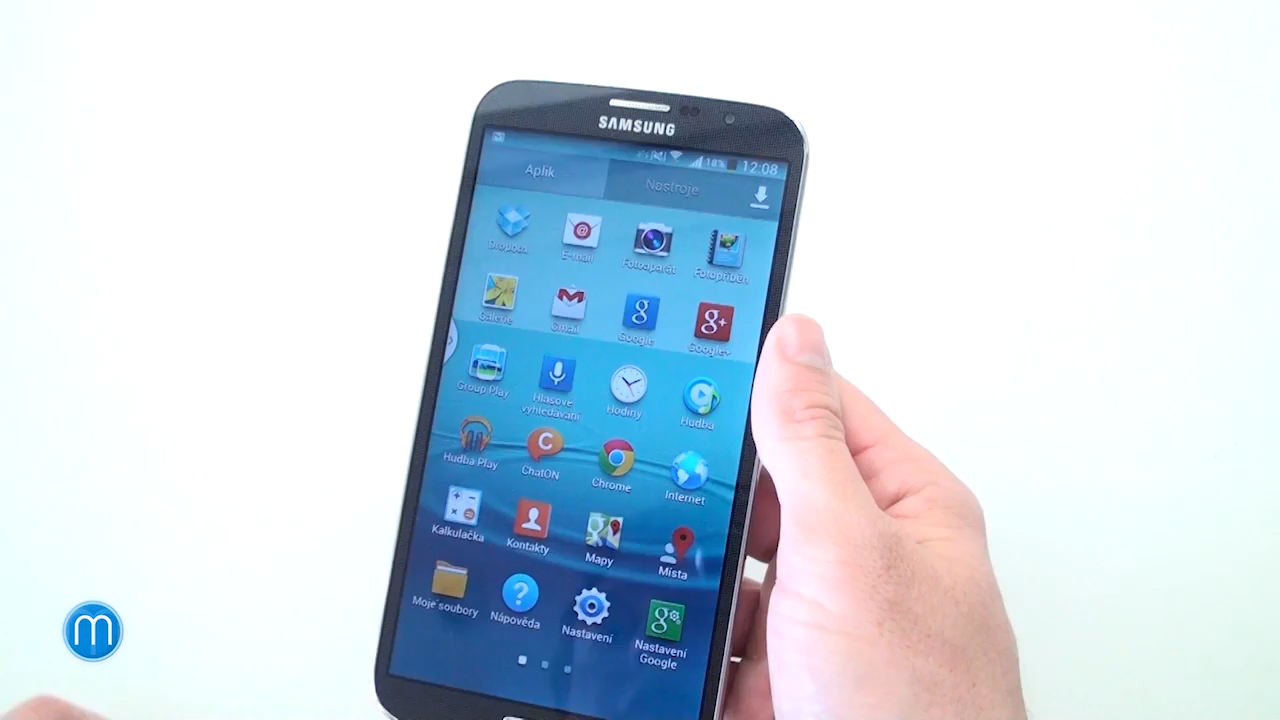 SAMSUNG
18% 12:08
Aplik Nástroje
Dropbox E-mail Fotoaparát Fotopříběh
Galerie Gmail Google Google+
Group Play Hlasové vyhledávání Hodiny Hudba
Hudba Play ChatON Chrome Internet
Kalkulačka Kontakty Mapy Místa
Moje soubory Nápověda Nastavení Nastavení Google
m